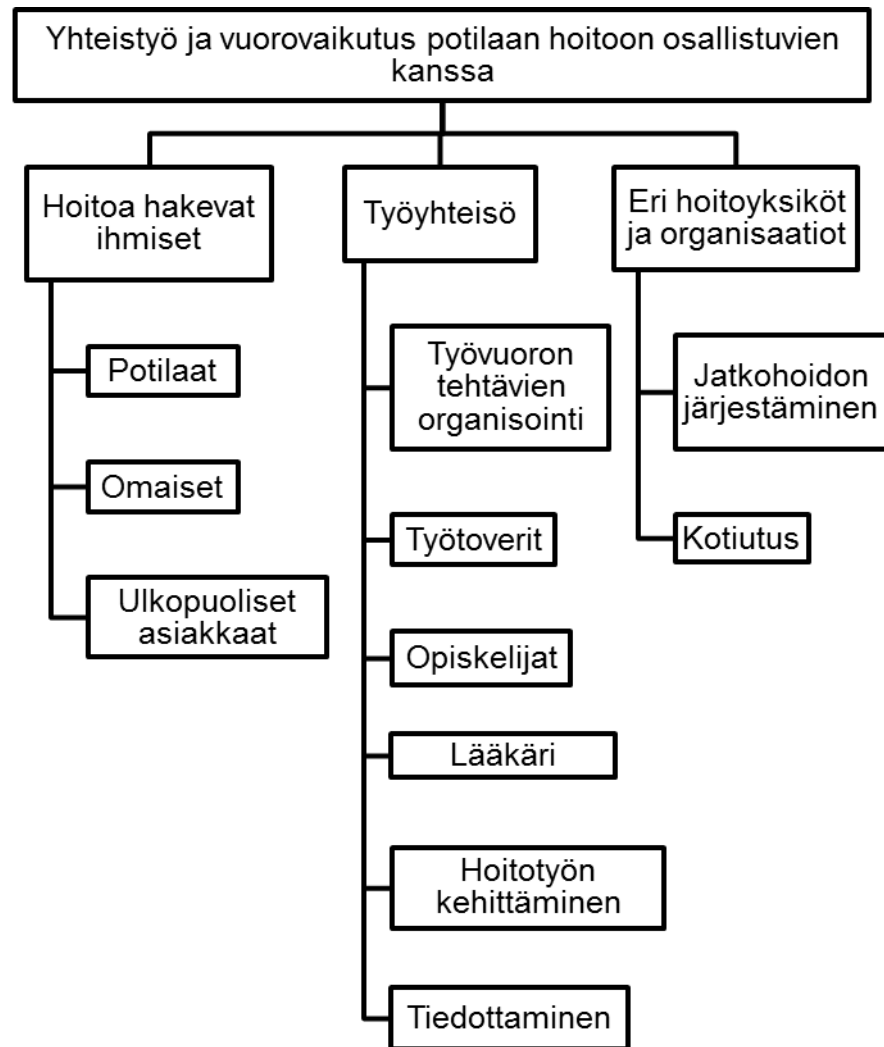 Yhteistyö ja vuorovaikutus potilaan hoitoon osallistuvien
kanssa
Hoitoa hakevat
ihmiset
Potilaat
Omaiset
Ulkopuoliset
asiakkaat
Työyhteisö
Työvuoron
tehtävien
organisointi
Työtoverit
Opiskelijat
Lääkäri
Hoitotyön
kehittäminen
Tiedottaminen
Eri hoitoyksiköt
ja organisaatiot
Jatkohoidon
järjestäminen
Kotiutus